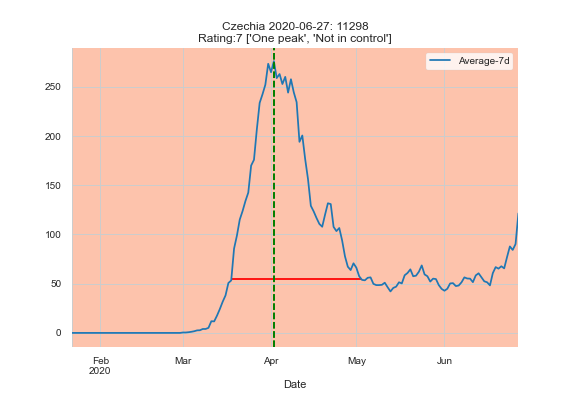 Czechia 2020-06-27: 11298
Rating:7 ['One peak', 'Not in control']
Average-7d
250
200
150
100
50
0
Feb
2020
Mar
Apr
May
Jun
Date